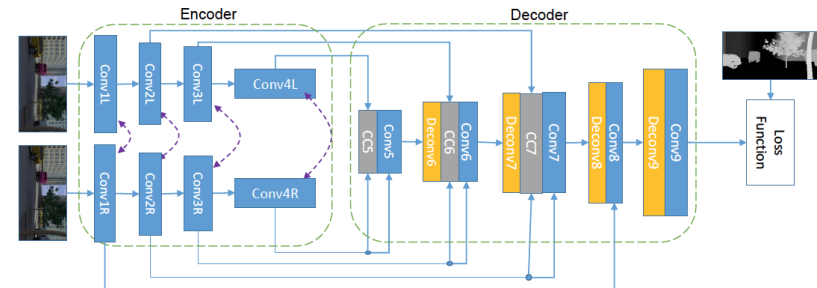 Encoder
Decoder
Conv1L
Conv2L
Conv3L
Conv4L
Conv1R
Conv2R
Conv3R
Conv4R
CC5
Conv5
Deconv6
CC6
Conv6
Deconv7
CC7
Conv7
Deconv8
Conv8
Deconv9
Conv9
Loss
Function